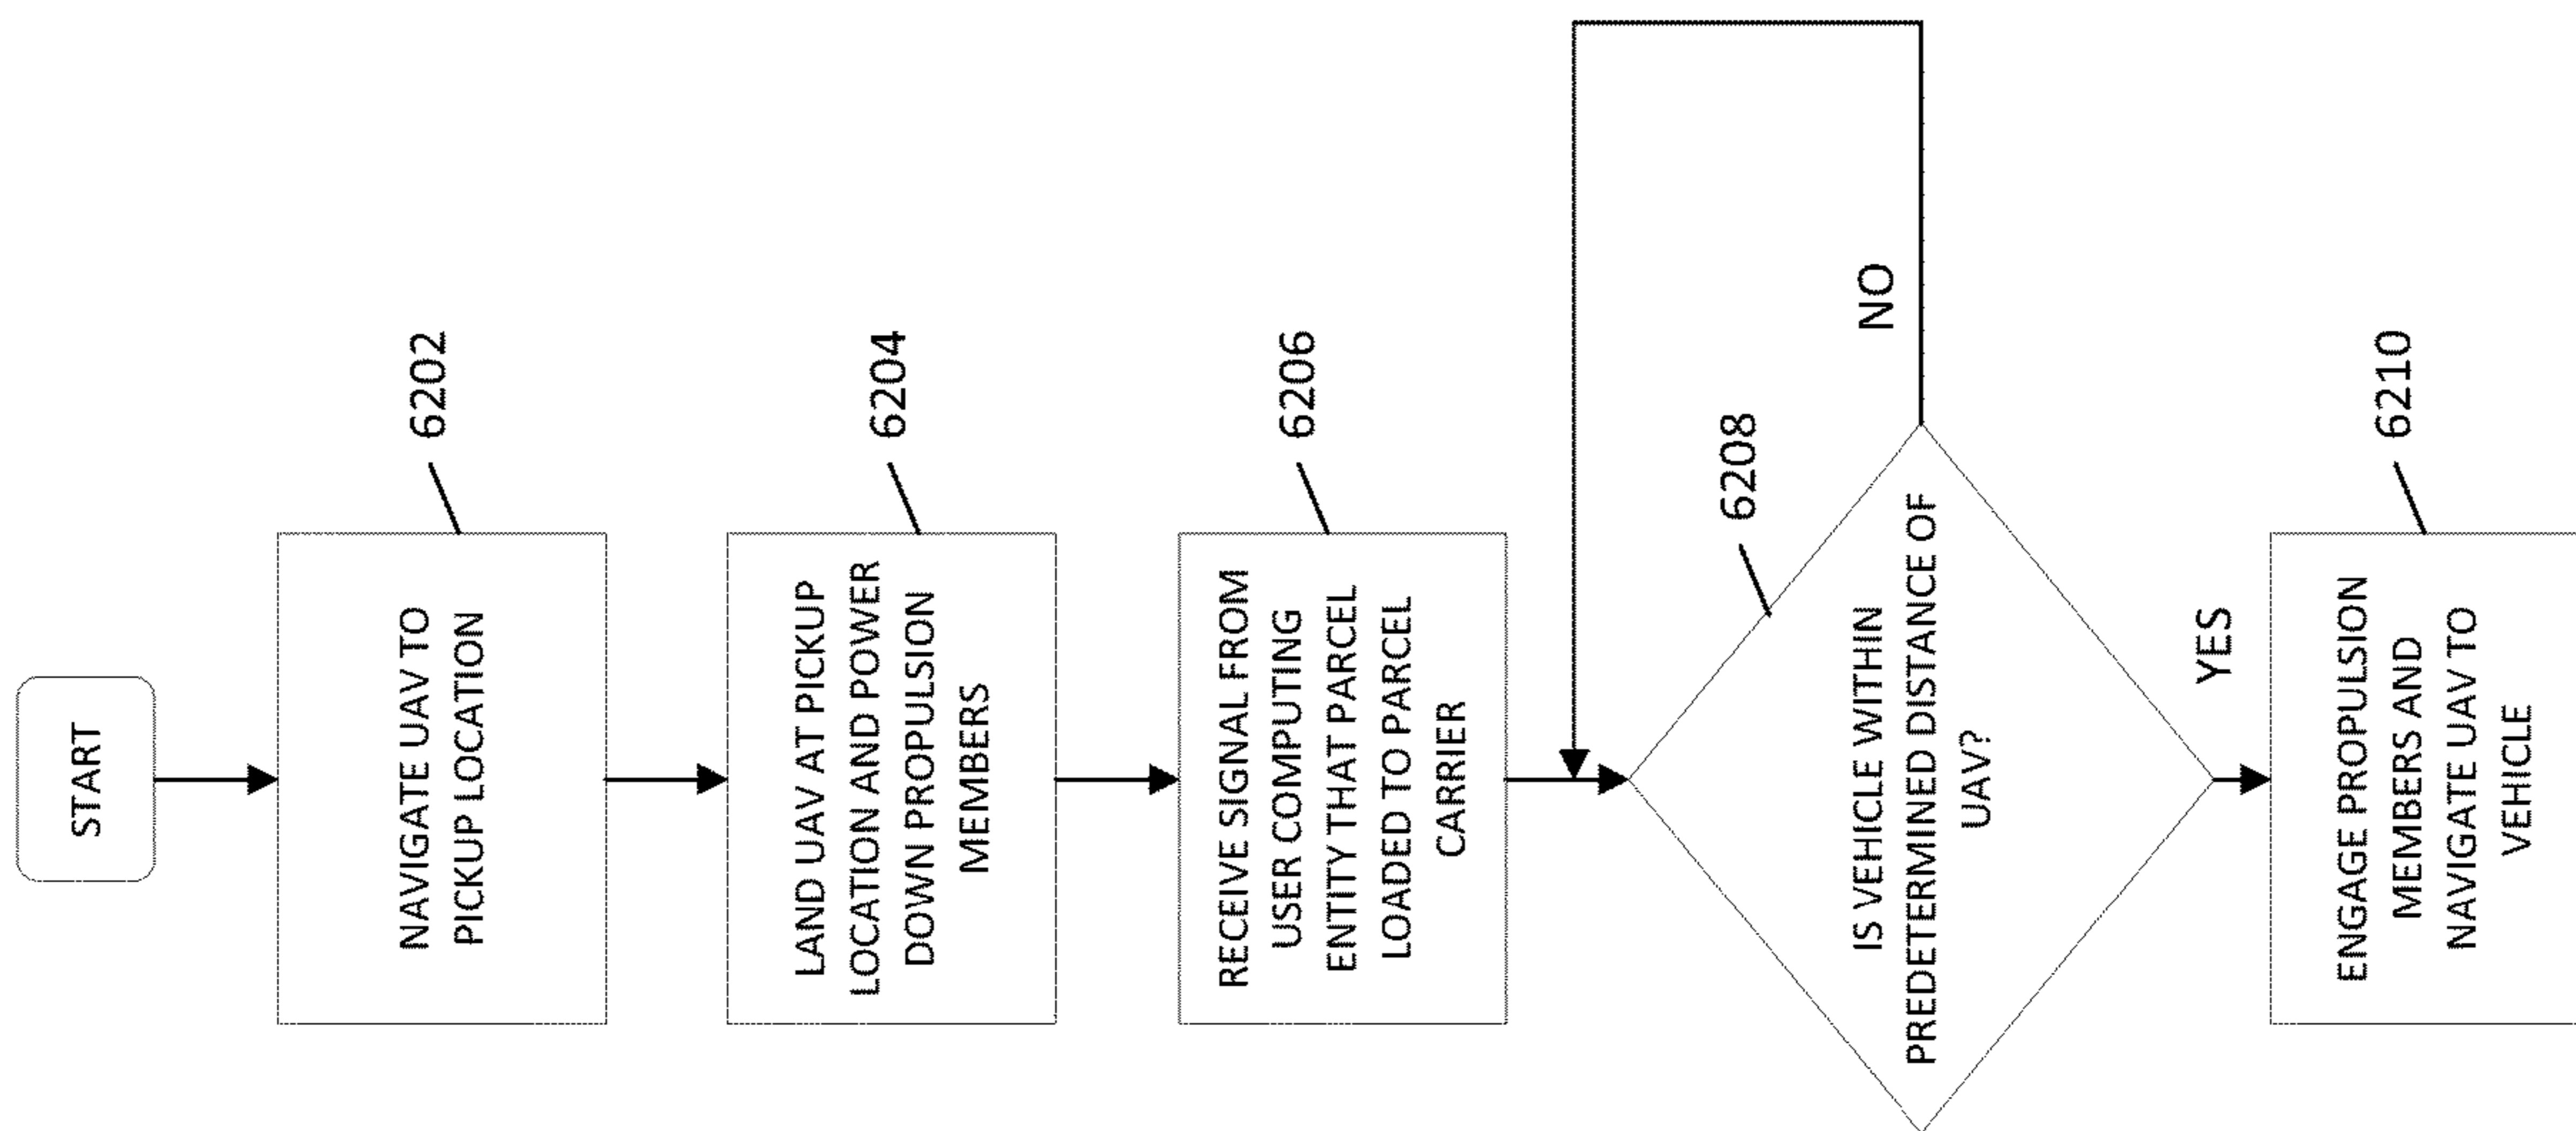 START
6202
NAVIGATE UAV TO
PICKUP LOCATION
6204
LAND UAV AT PICKUP
LOCATION AND POWER
DOWN PROPULSION
MEMBERS
6206
RECEIVE SIGNAL FROM
USER COMPUTING
ENTITY THAT PARCEL
LOADED TO PARCEL
CARRIER
6208
IS VEHICLE WITHIN
PREDETERMINED DISTANCE OF
UAV?
NO
YES
6210
ENGAGE PROPULSION
MEMBERS AND
NAVIGATE UAV TO
VEHICLE